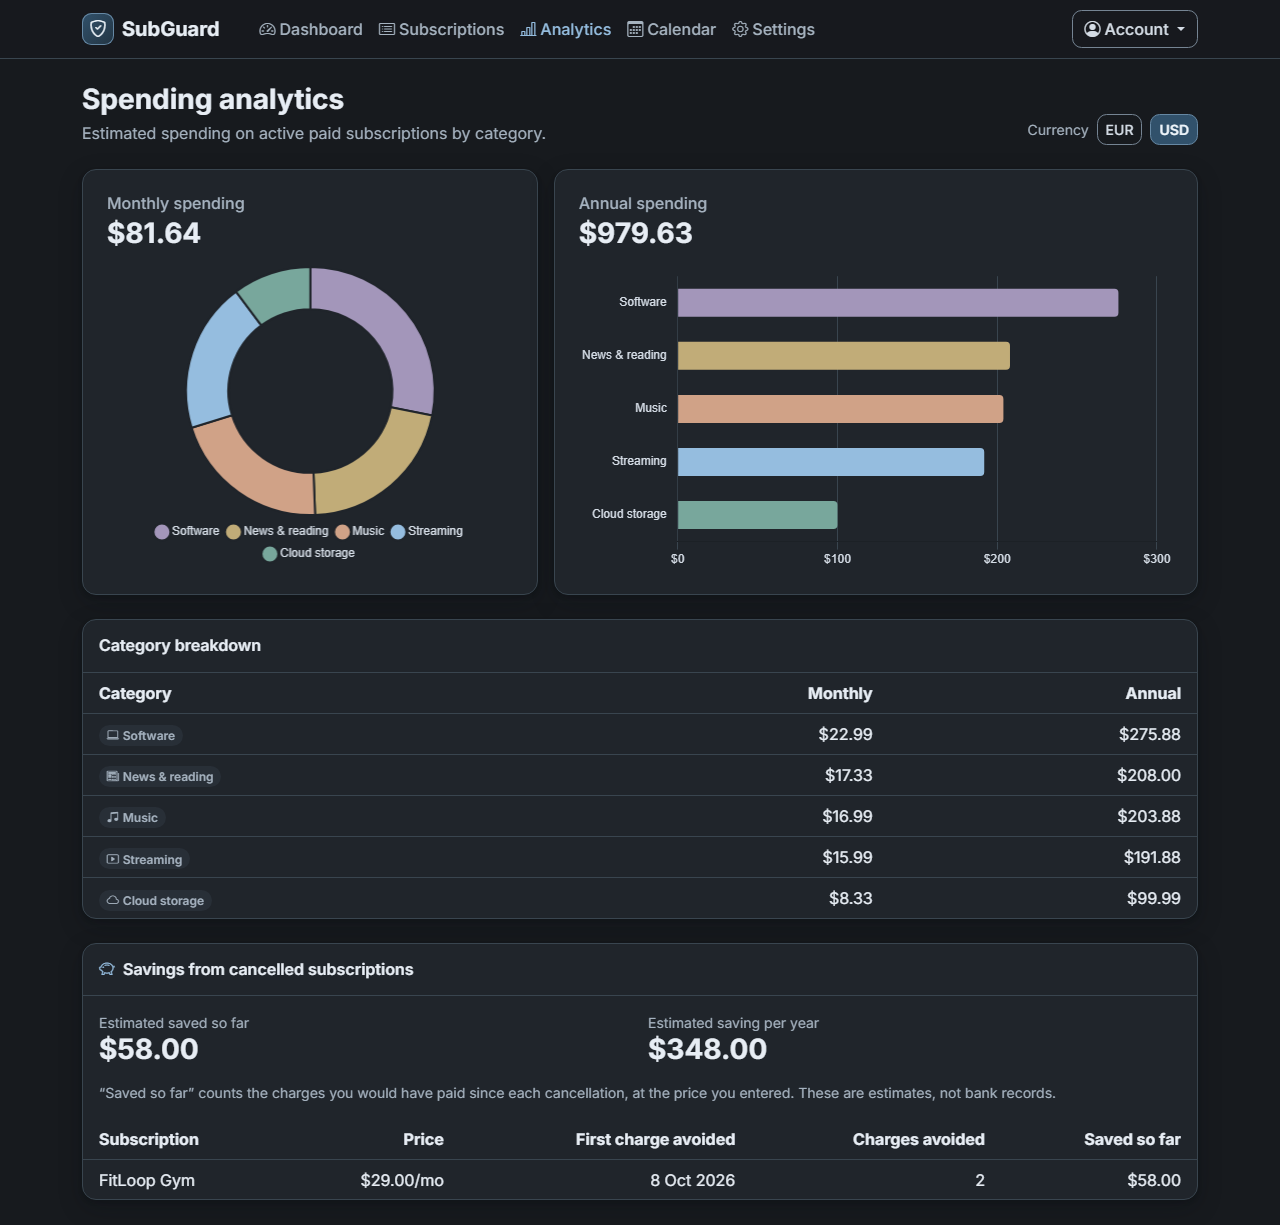 SubGuard Dashboard Subscriptions Analytics Calendar Settings Account
Spending analytics
Estimated spending on active paid subscriptions by category.
Currency EUR USD
Monthly spending
$81.64
Software News & reading Music Streaming
Cloud storage
Annual spending
$979.63
Software
News & reading
Music
Streaming
Cloud storage
$0 $100 $200 $300
Category breakdown
Category Monthly Annual
Software $22.99 $275.88
News & reading $17.33 $208.00
Music $16.99 $203.88
Streaming $15.99 $191.88
Cloud storage $8.33 $99.99
Savings from cancelled subscriptions
Estimated saved so far
$58.00
Estimated saving per year
$348.00
“Saved so far” counts the charges you would have paid since each cancellation, at the price you entered. These are estimates, not bank records.
Subscription Price First charge avoided Charges avoided Saved so far
FitLoop Gym $29.00/mo 8 Oct 2026 2 $58.00